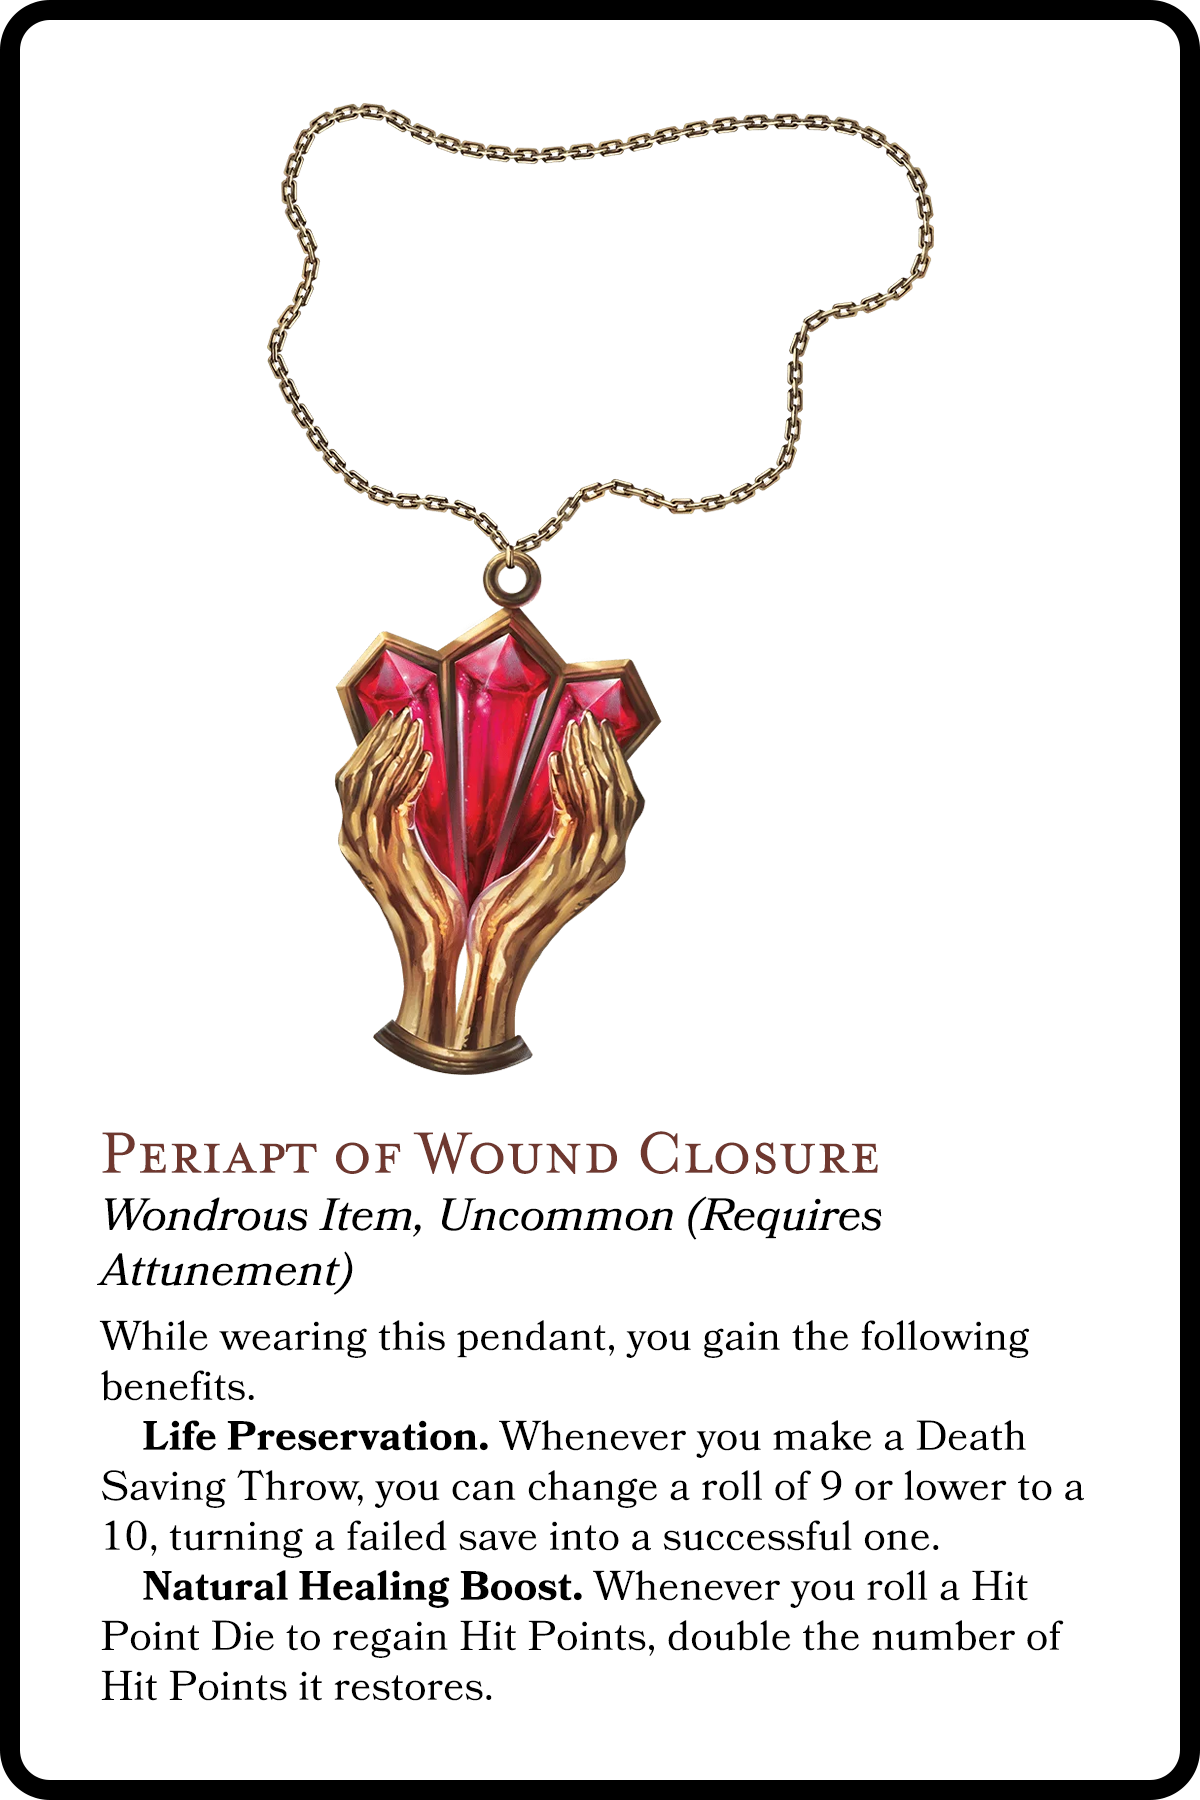 Periapt of Wound Closure
Wondrous Item, Uncommon (Requires
Attunement)
While wearing this pendant, you gain the following
benefits.
Life Preservation. Whenever you make a Death
Saving Throw, you can change a roll of 9 or lower to a
10, turning a failed save into a successful one.
Natural Healing Boost. Whenever you roll a Hit
Point Die to regain Hit Points, double the number of
Hit Points it restores.